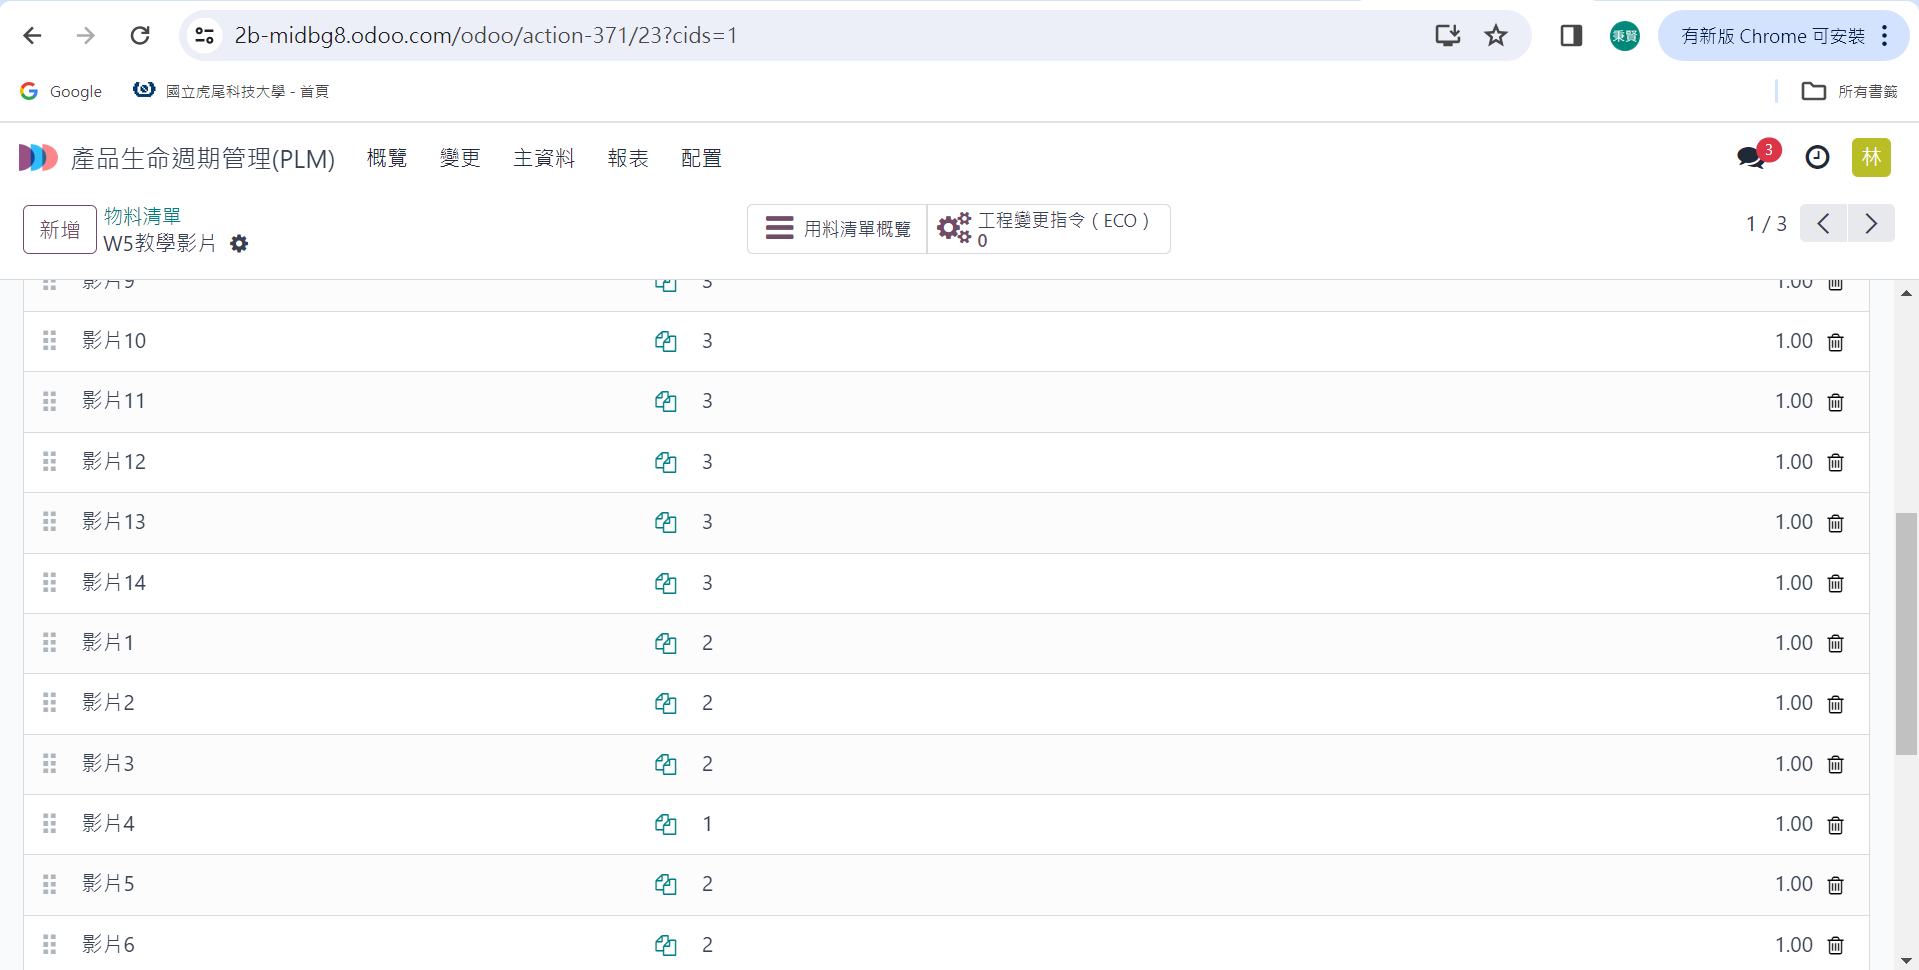 2b-midbg8.odoo.com/odoo/action-371/23?cids=1
秉賢
有新版 Chrome 可安裝
Google
國立虎尾科技大學 - 首頁
所有書籤
產品生命週期管理(PLM)
概覽
變更
主資料
報表
配置
3
林
新增
物料清單
W5教學影片
用料清單概覽
工程變更指令 ( ECO )
0
1 / 3
影片9 3 1.00
影片10 3 1.00
影片11 3 1.00
影片12 3 1.00
影片13 3 1.00
影片14 3 1.00
影片1 2 1.00
影片2 2 1.00
影片3 2 1.00
影片4 1 1.00
影片5 2 1.00
影片6 2 1.00